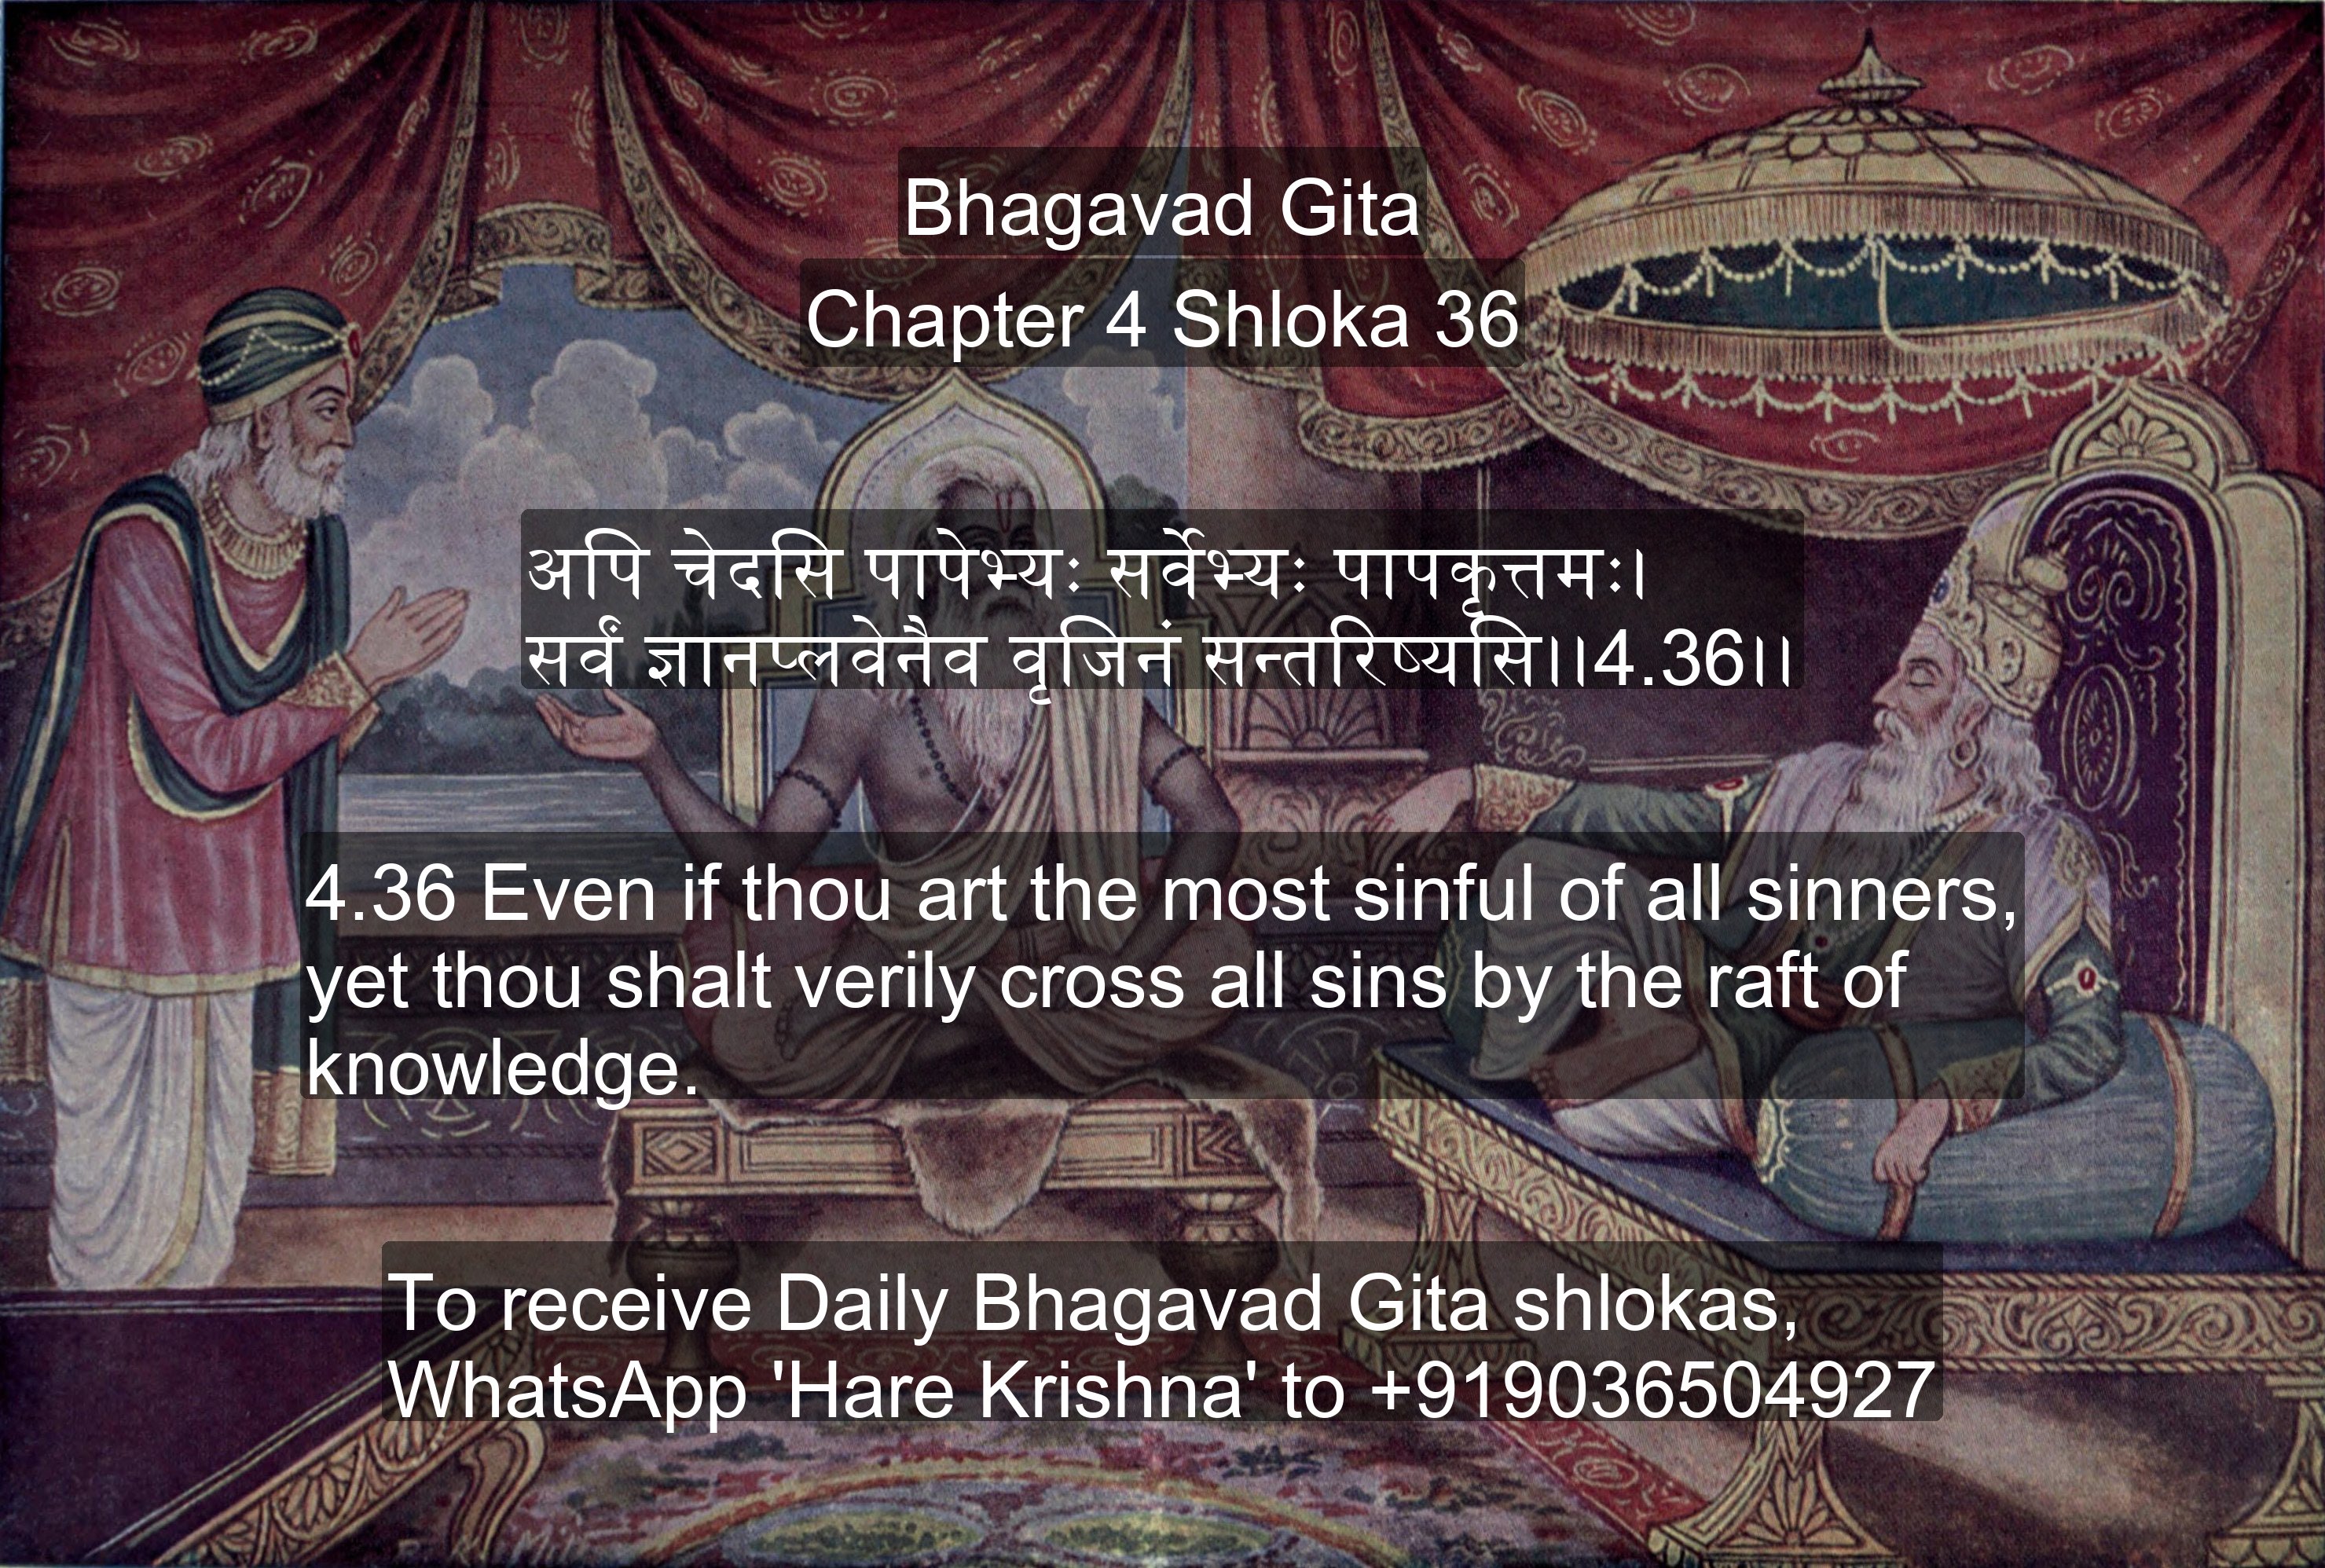 Bhagavad Gita
Chapter 4 Shloka 36
अपि चेदसि पापेभ्यः सर्वेभ्यः पापकृत्तमः।
सर्वं ज्ञानप्लवेनैव वृजिनं सन्तरिष्यसि।।4.36।।
4.36 Even if thou art the most sinful of all sinners,
yet thou shalt verily cross all sins by the raft of
knowledge.
To receive Daily Bhagavad Gita shlokas,
WhatsApp 'Hare Krishna' to +919036504927